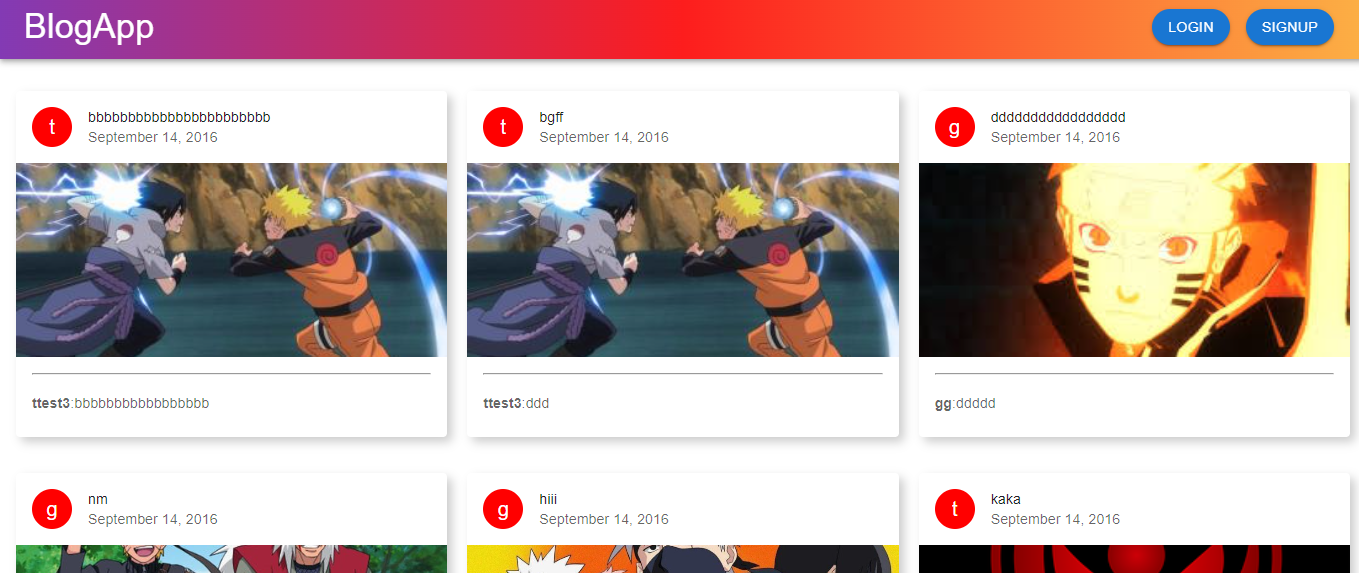 BlogApp
LOGIN
SIGNUP
t
bbbbbbbbbbbbbbbbbbbbbbb
September 14, 2016
t
bgff
September 14, 2016
g
ddddddddddddddddd
September 14, 2016
ttest3:bbbbbbbbbbbbbbbbb
ttest3:ddd
gg:ddddd
g
nm
September 14, 2016
g
hiii
September 14, 2016
t
kaka
September 14, 2016